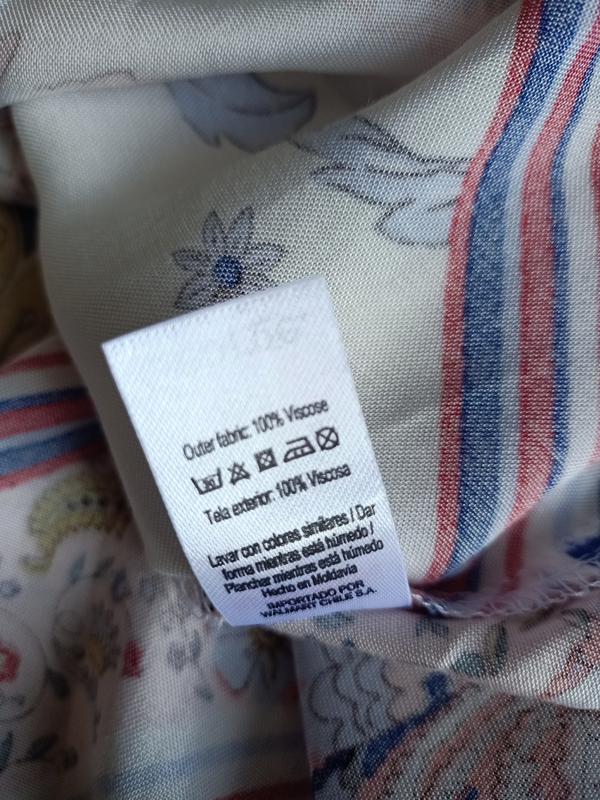 Outer fabric: 100% Viscose
Tela exterior: 100% Viscosa
Lavar con colores similares / Dar
forma mientras está húmedo /
Planchar mientras está húmedo
Hecho en Moldavia
IMPORTADO POR
WALMART CHILE S.A.